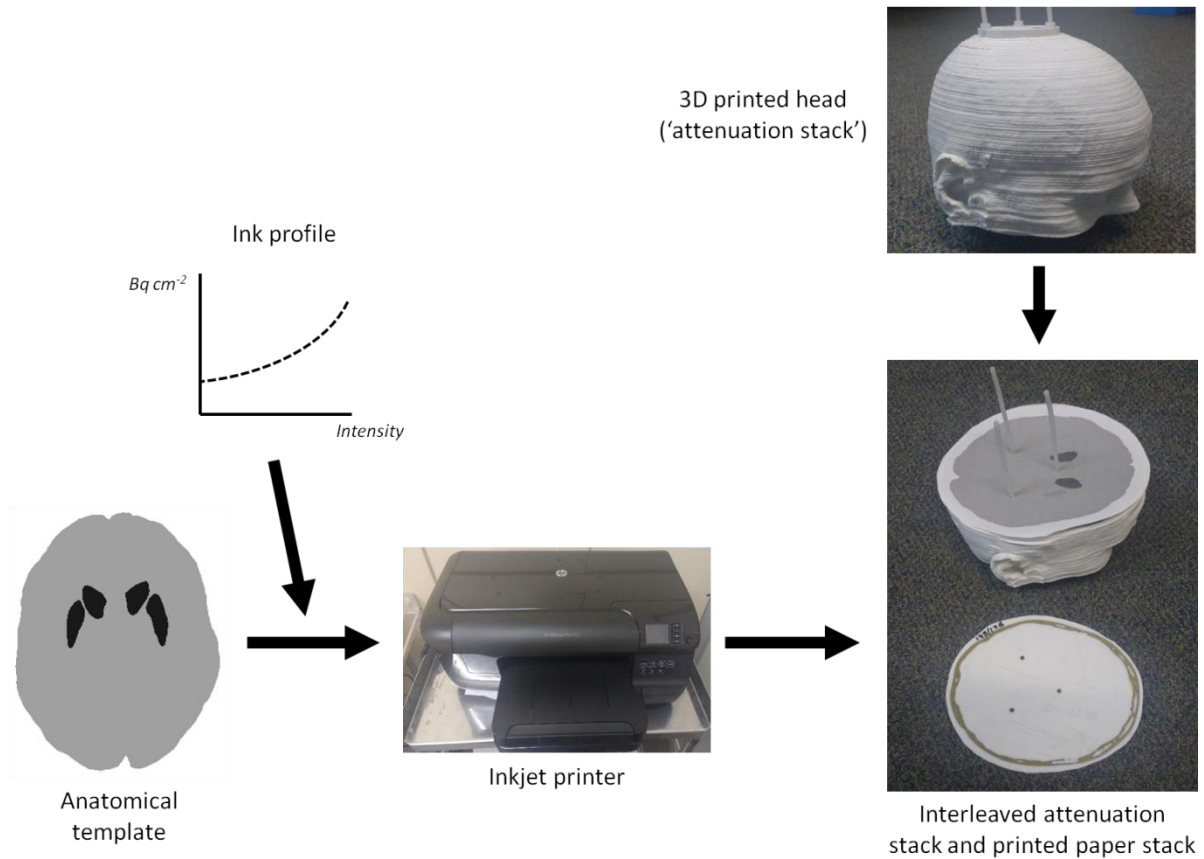 3D printed head
(‘attenuation stack’)
Ink profile
Bq cm-2
Intensity
Anatomical
template
Inkjet printer
Interleaved attenuation
stack and printed paper stack